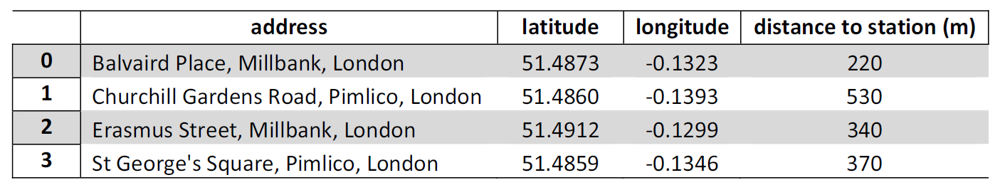 address latitude longitude distance to station (m)
0 Balvaird Place, Millbank, London 51.4873 -0.1323 220
1 Churchill Gardens Road, Pimlico, London 51.4860 -0.1393 530
2 Erasmus Street, Millbank, London 51.4912 -0.1299 340
3 St George's Square, Pimlico, London 51.4859 -0.1346 370